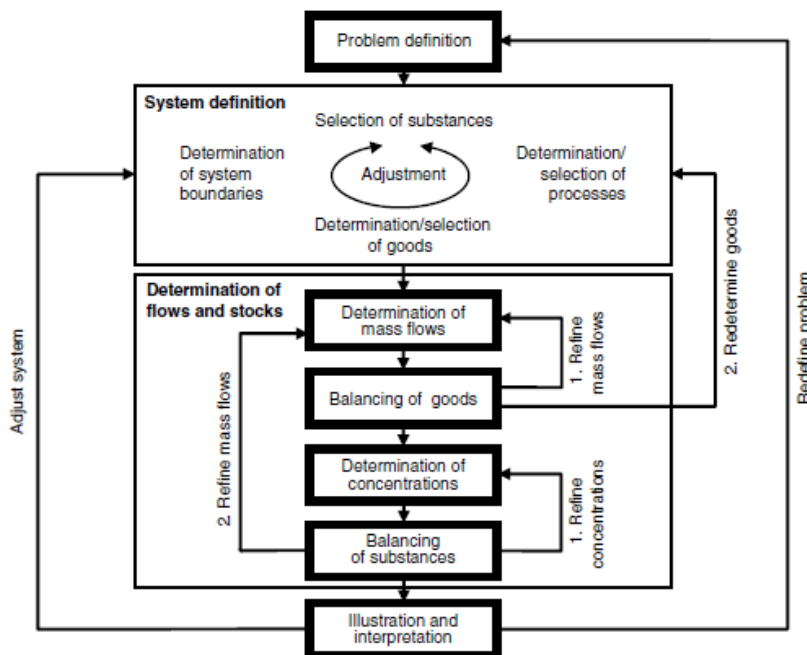 Problem definition
System definition
Selection of substances
Determination
of system
boundaries
Adjustment
Determination/
selection of
processes
Determination/selection
of goods
Determination of
flows and stocks
Determination of
mass flows
1. Refine
mass flows
Balancing of goods
2. Redetermine goods
Determination of
concentrations
1. Refine
concentrations
2. Refine mass flows
Balancing
of substances
Illustration and
interpretation
Adjust system
Redefine problem